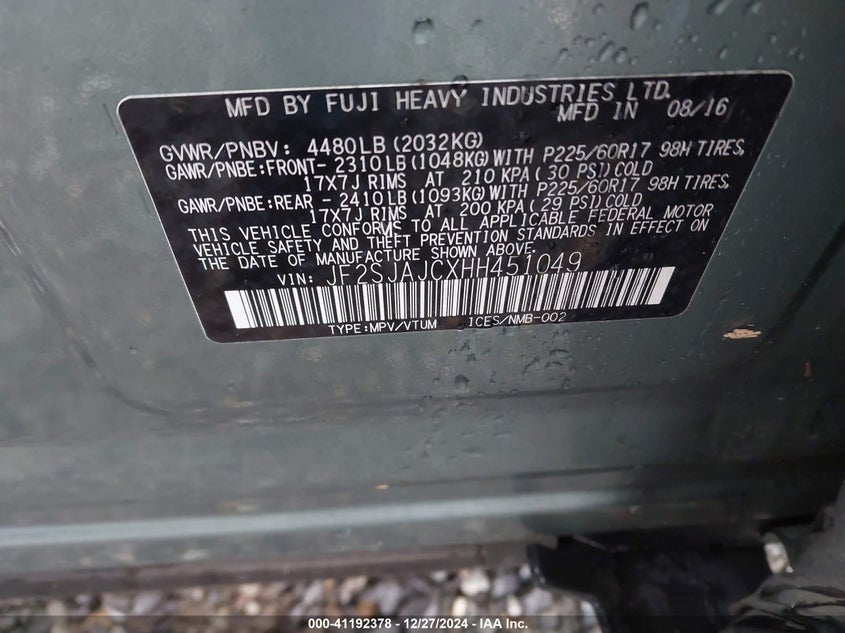 MFD BY FUJI HEAVY INDUSTRIES LTD.
MFD IN 08/16
GVWR/PNBV: 4480LB(2032KG)
GAWR/PNBE:FRONT- 2310LB(1048KG)WITH P225/60R17 98H TIRES,
17X7J RIMS AT 210 KPA(30 PSI)COLD
GAWR/PNBE:REAR - 2410LB(1093KG)WITH P225/60R17 98H TIRES,
17X7J RIMS AT 200 KPA(29 PSI)COLD
THIS VEHICLE CONFORMS TO ALL APPLICABLE FEDERAL MOTOR
VEHICLE SAFETY AND THEFT PREVENTION STANDARDS IN EFFECT ON
THE DATE OF MANUFACTURE SHOWN ABOVE.
VIN: JF2SJAJCXHH451049
TYPE:MPV/VTUM ICES/NMB-002
000-41192378 - 12/27/2024 - IAA Inc.